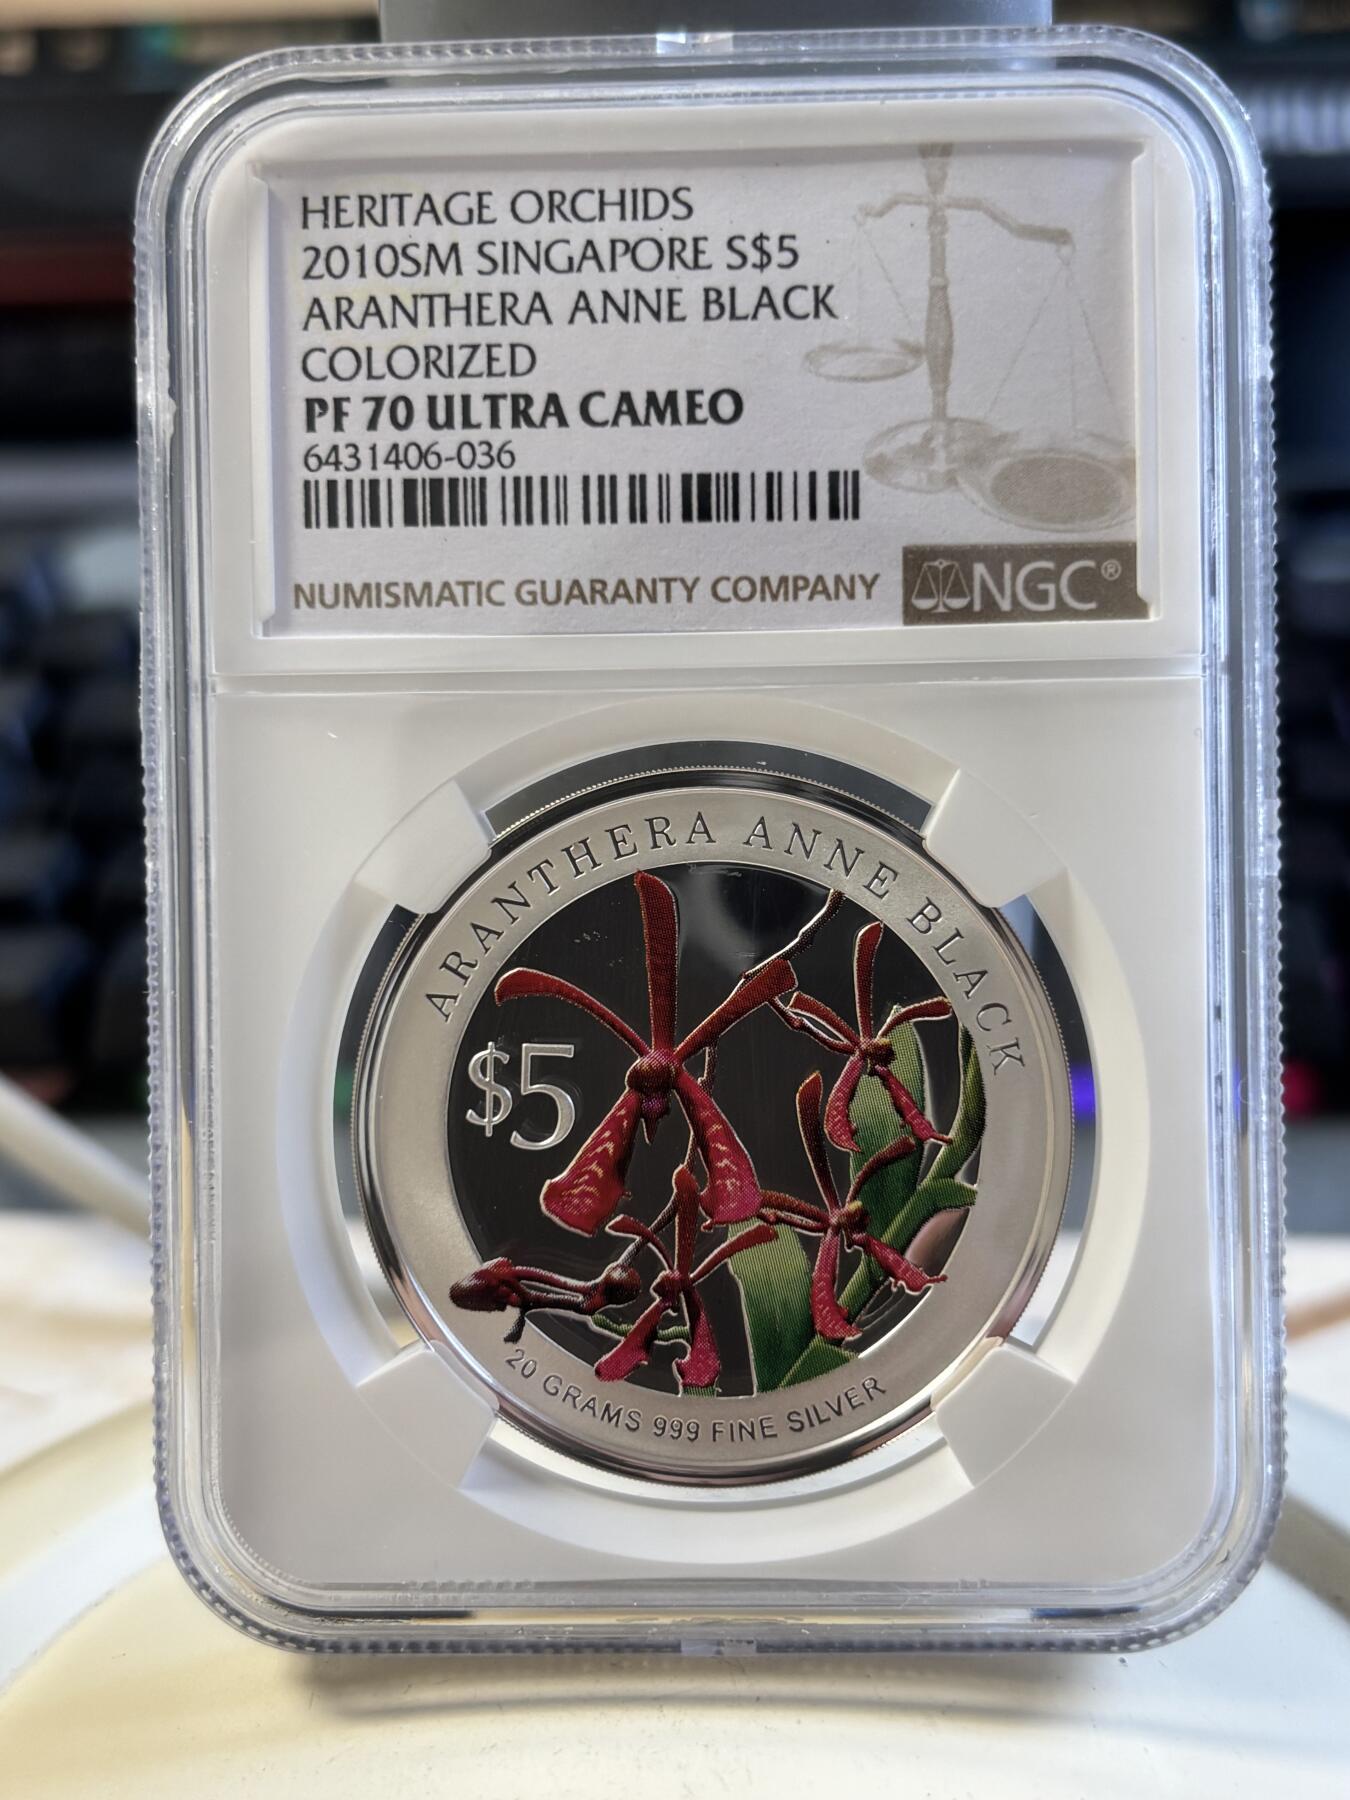 HERITAGE ORCHIDS
2010SM SINGAPORE S$5
ARANTHERA ANNE BLACK
COLORIZED
PF 70 ULTRA CAMEO
6431406-036
NUMISMATIC GUARANTY COMPANY
NGC®
ARANTHERA ANNE BLACK
$5
20 GRAMS 999 FINE SILVER